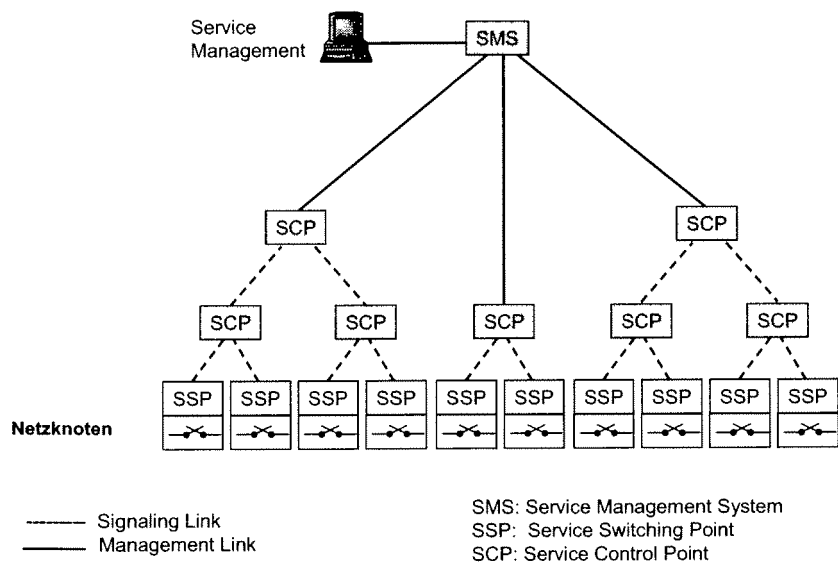 Service
Management
SMS
SCP
SCP
SCP
SCP
SCP
SCP
SCP
SSP
SSP
SSP
SSP
SSP
SSP
SSP
SSP
SSP
SSP
Netzknoten
Signaling Link
Management Link
SMS: Service Management System
SSP: Service Switching Point
SCP: Service Control Point